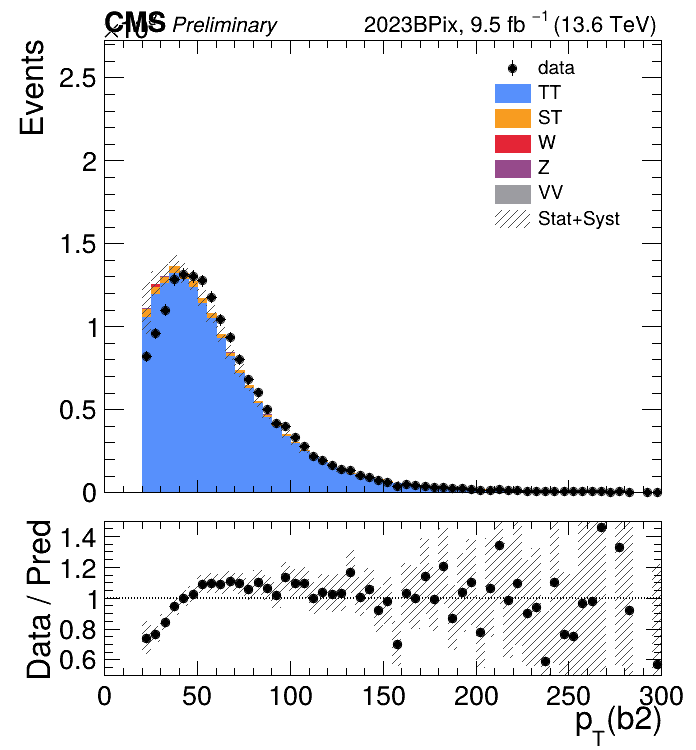 CMS Preliminary 2023BPix, 9.5 fb⁻¹ (13.6 TeV)
Events
2.5
2
1.5
1
0.5
0
data
TT
ST
W
Z
VV
Stat+Syst
Data / Pred
1.4
1.2
1
0.8
0.6
0 50 100 150 200 250 300
p_T(b2)